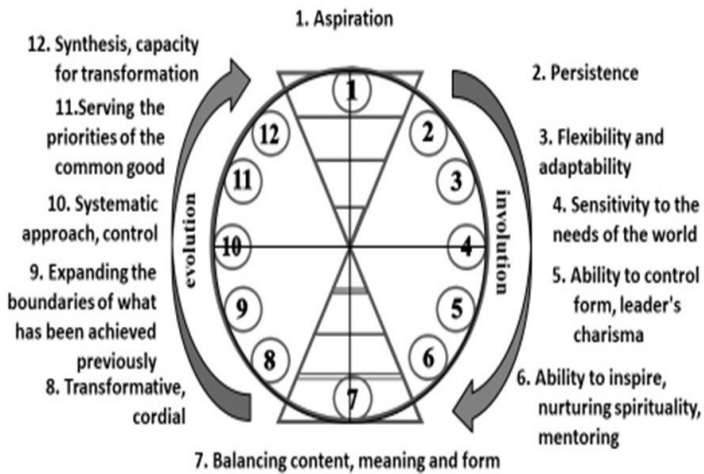 1. Aspiration
12. Synthesis, capacity
for transformation
11.Serving the
priorities of the
common good
10. Systematic
approach, control
9. Expanding the
boundaries of what
has been achieved
previously
8. Transformative,
cordial
evolution
1
2
3
4
5
6
7
8
9
10
11
12
involution
2. Persistence
3. Flexibility and
adaptability
4. Sensitivity to the
needs of the world
5. Ability to control
form, leader's
charisma
6. Ability to inspire,
nurturing spirituality,
mentoring
7. Balancing content, meaning and form